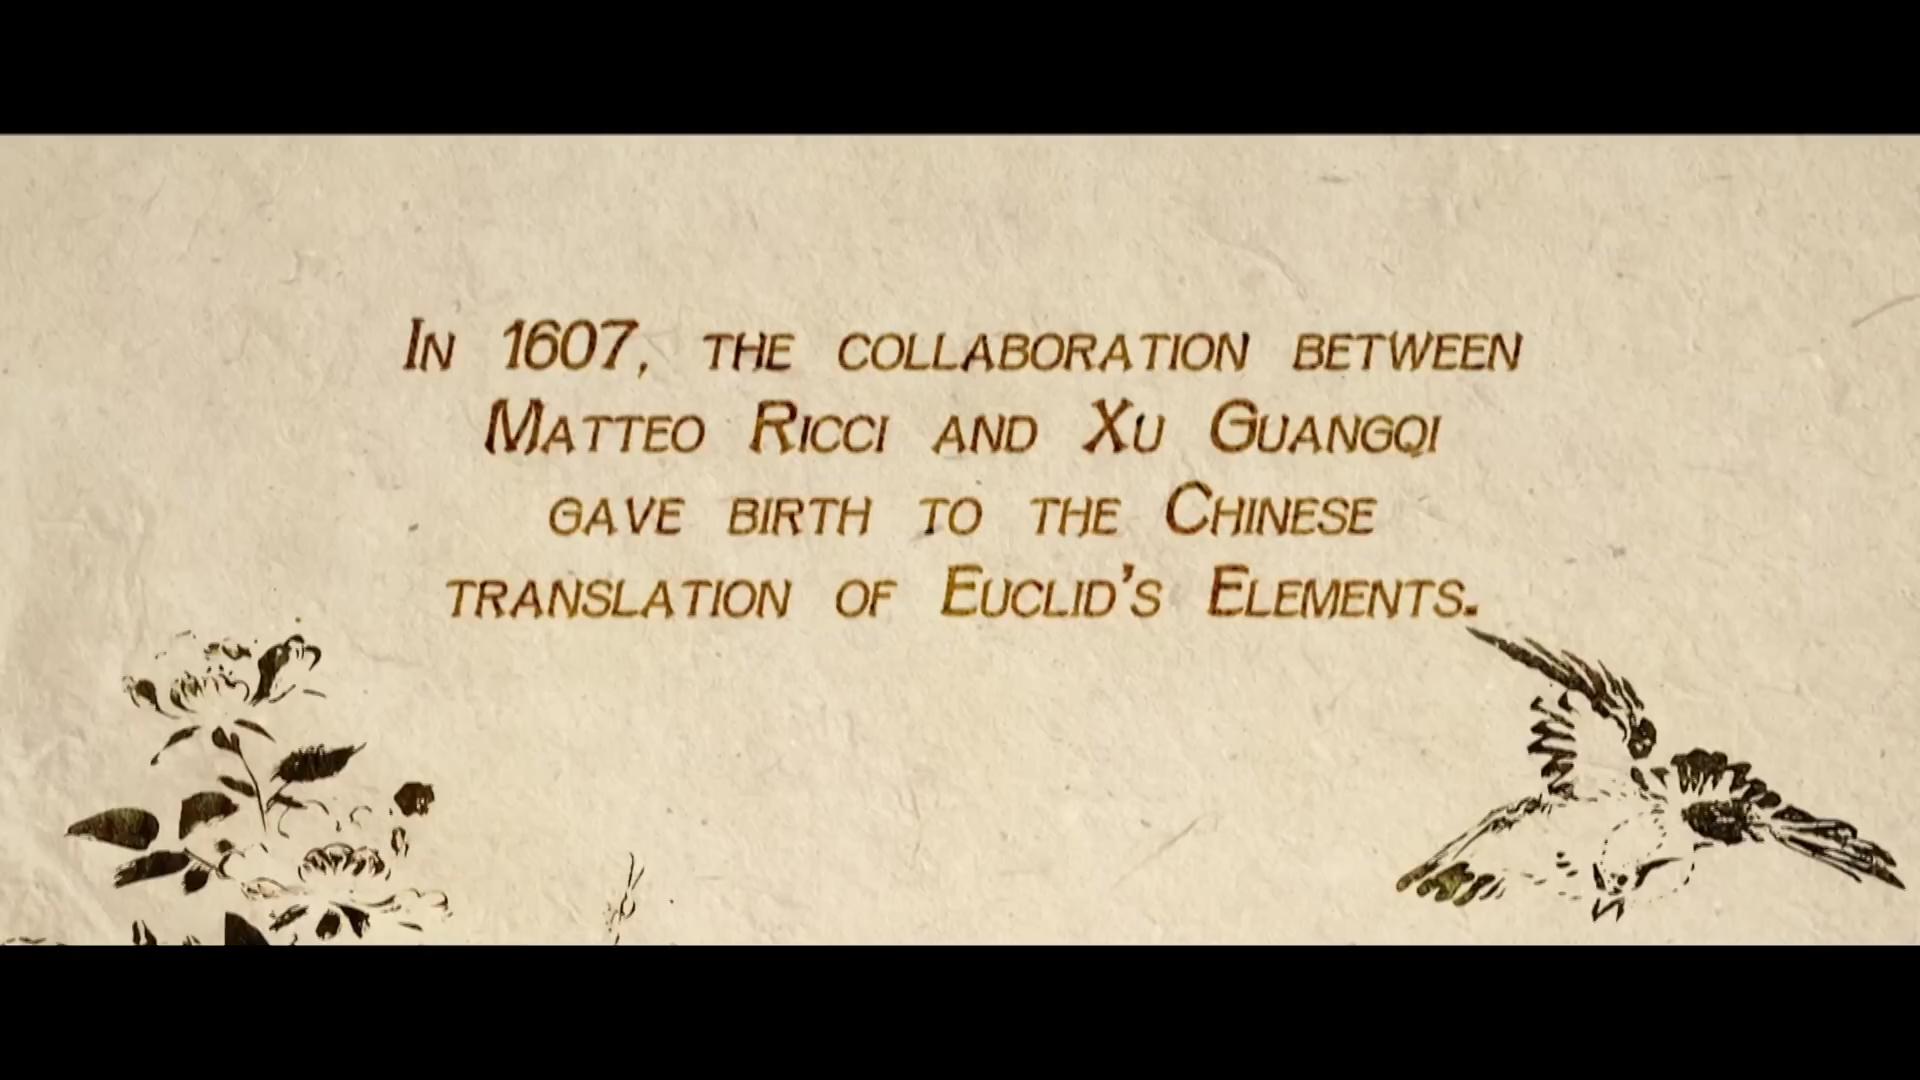 In 1607, the collaboration between
Matteo Ricci and Xu Guangqi
gave birth to the Chinese
translation of Euclid's Elements.